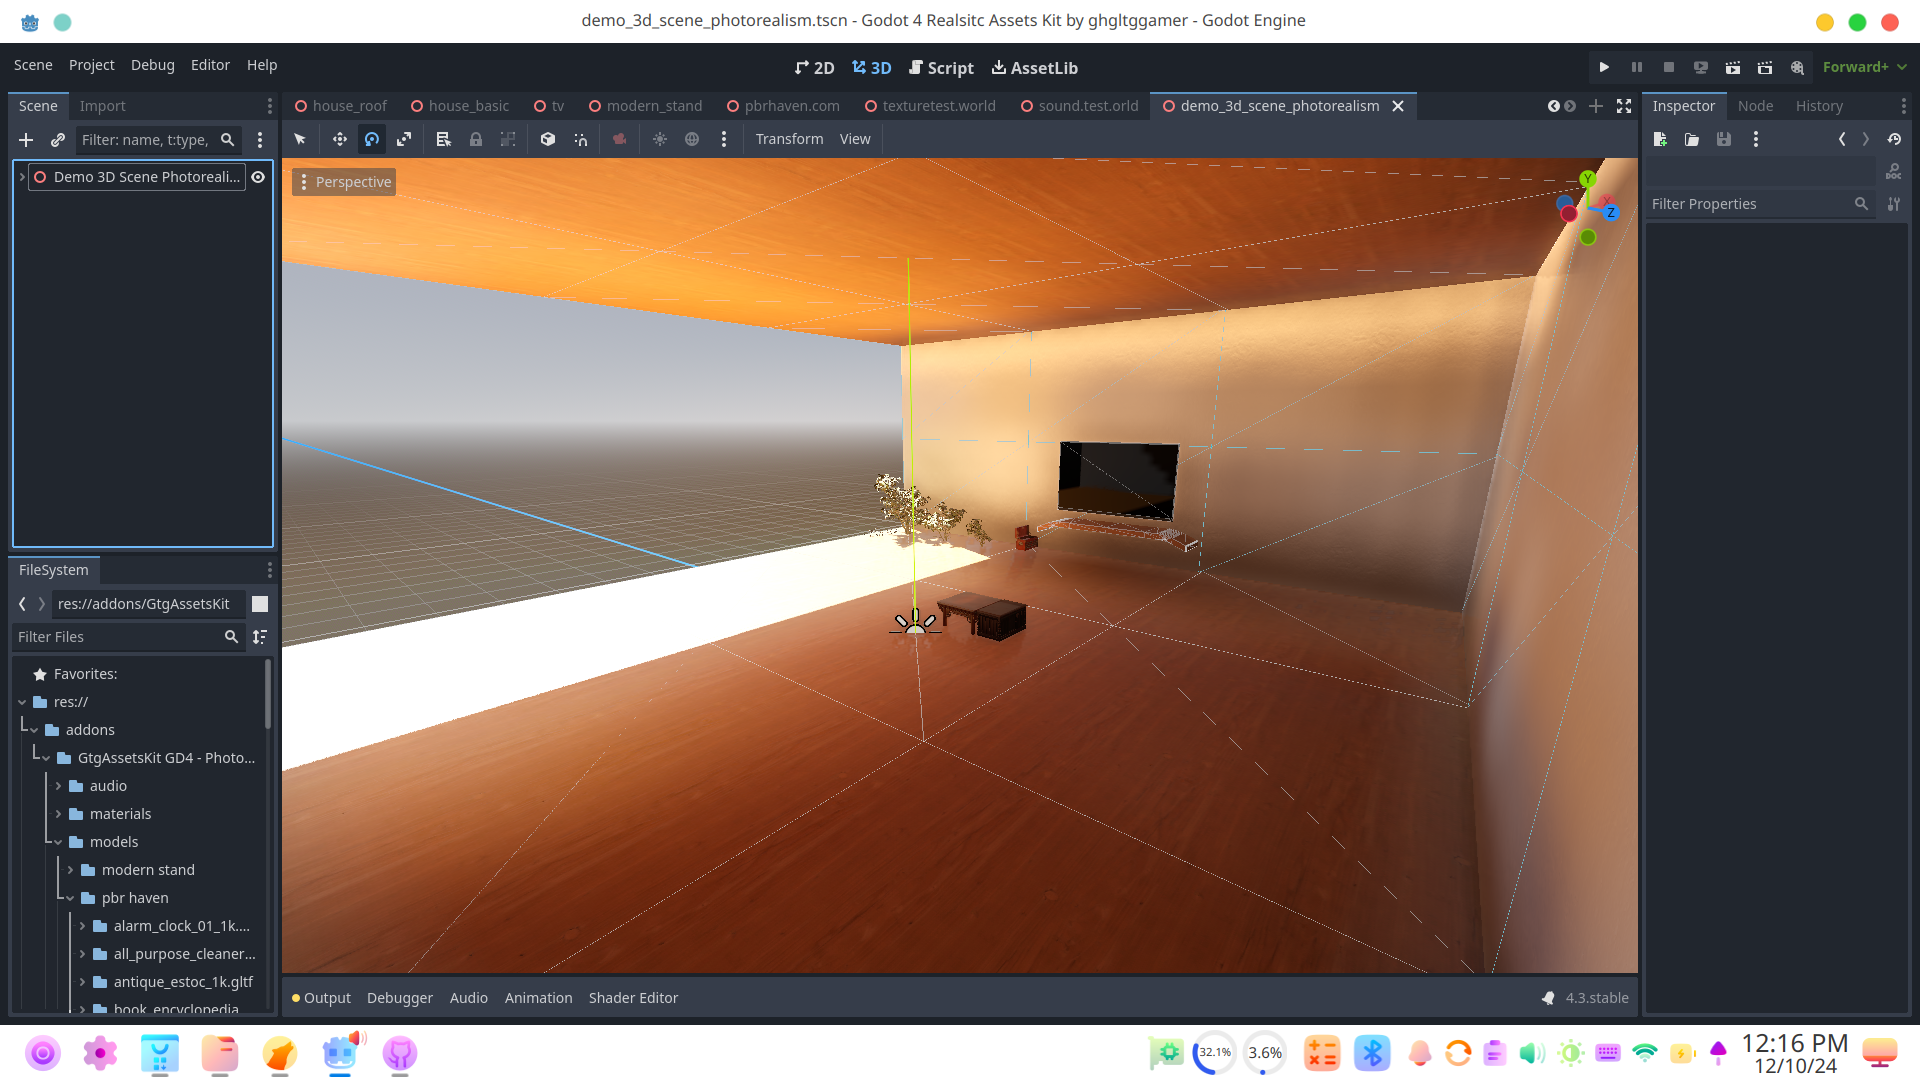 demo_3d_scene_photorealism.tscn - Godot 4 Realsitc Assets Kit by ghgltggamer - Godot Engine
Scene Project Debug Editor Help
2D 3D Script AssetLib
Forward+
Scene Import
house_roof house_basic tv modern_stand pbrhaven.com texturetest.world sound.test.orld demo_3d_scene_photorealism
Inspector Node History
Filter: name, t:type,
Transform View
Demo 3D Scene Photoreali...
Perspective
Y
X
Z
DOC
Filter Properties
FileSystem
res://addons/GtgAssetsKit
Filter Files
Favorites:
res://
addons
GtgAssetsKit GD4 - Photo...
audio
materials
models
modern stand
pbr haven
alarm_clock_01_1k....
all_purpose_cleaner...
antique_estoc_1k.gltf
book_encyclopedia
Output Debugger Audio Animation Shader Editor
4.3.stable
32.1%
3.6%
12:16 PM
12/10/24